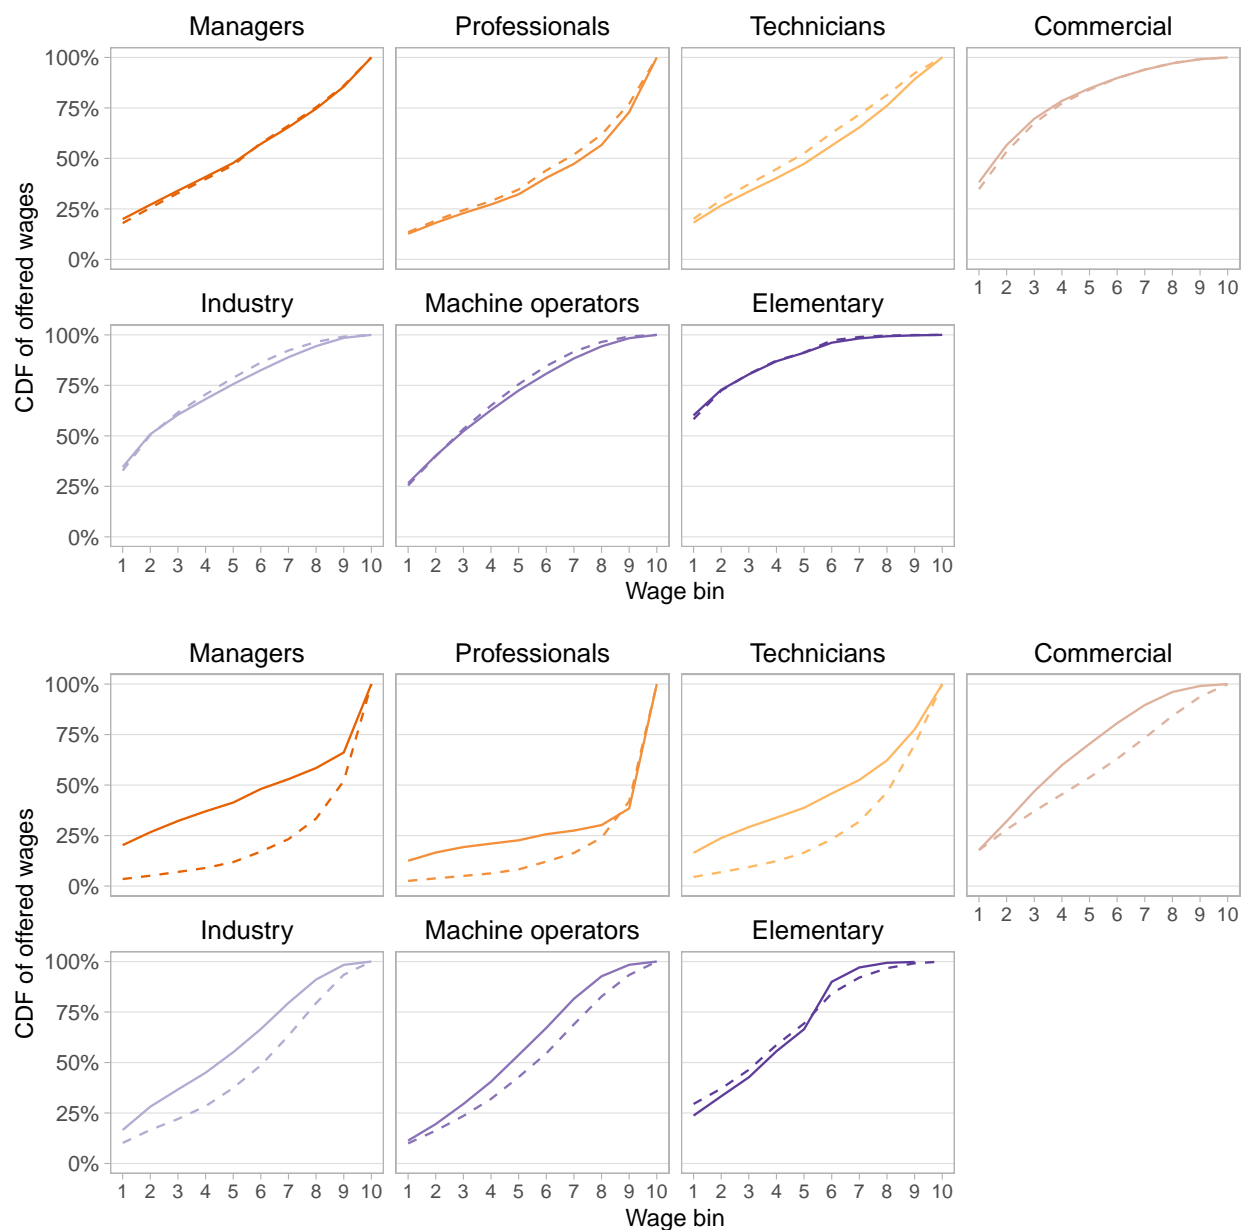 Managers Professionals Technicians Commercial
100%
75%
50%
25%
0%
1 2 3 4 5 6 7 8 9 10
Industry Machine operators Elementary
100%
75%
50%
25%
0%
1 2 3 4 5 6 7 8 9 10 1 2 3 4 5 6 7 8 9 10 1 2 3 4 5 6 7 8 9 10
Wage bin
CDF of offered wages
Managers Professionals Technicians Commercial
100%
75%
50%
25%
0%
1 2 3 4 5 6 7 8 9 10
Industry Machine operators Elementary
100%
75%
50%
25%
0%
1 2 3 4 5 6 7 8 9 10 1 2 3 4 5 6 7 8 9 10 1 2 3 4 5 6 7 8 9 10
Wage bin
CDF of offered wages